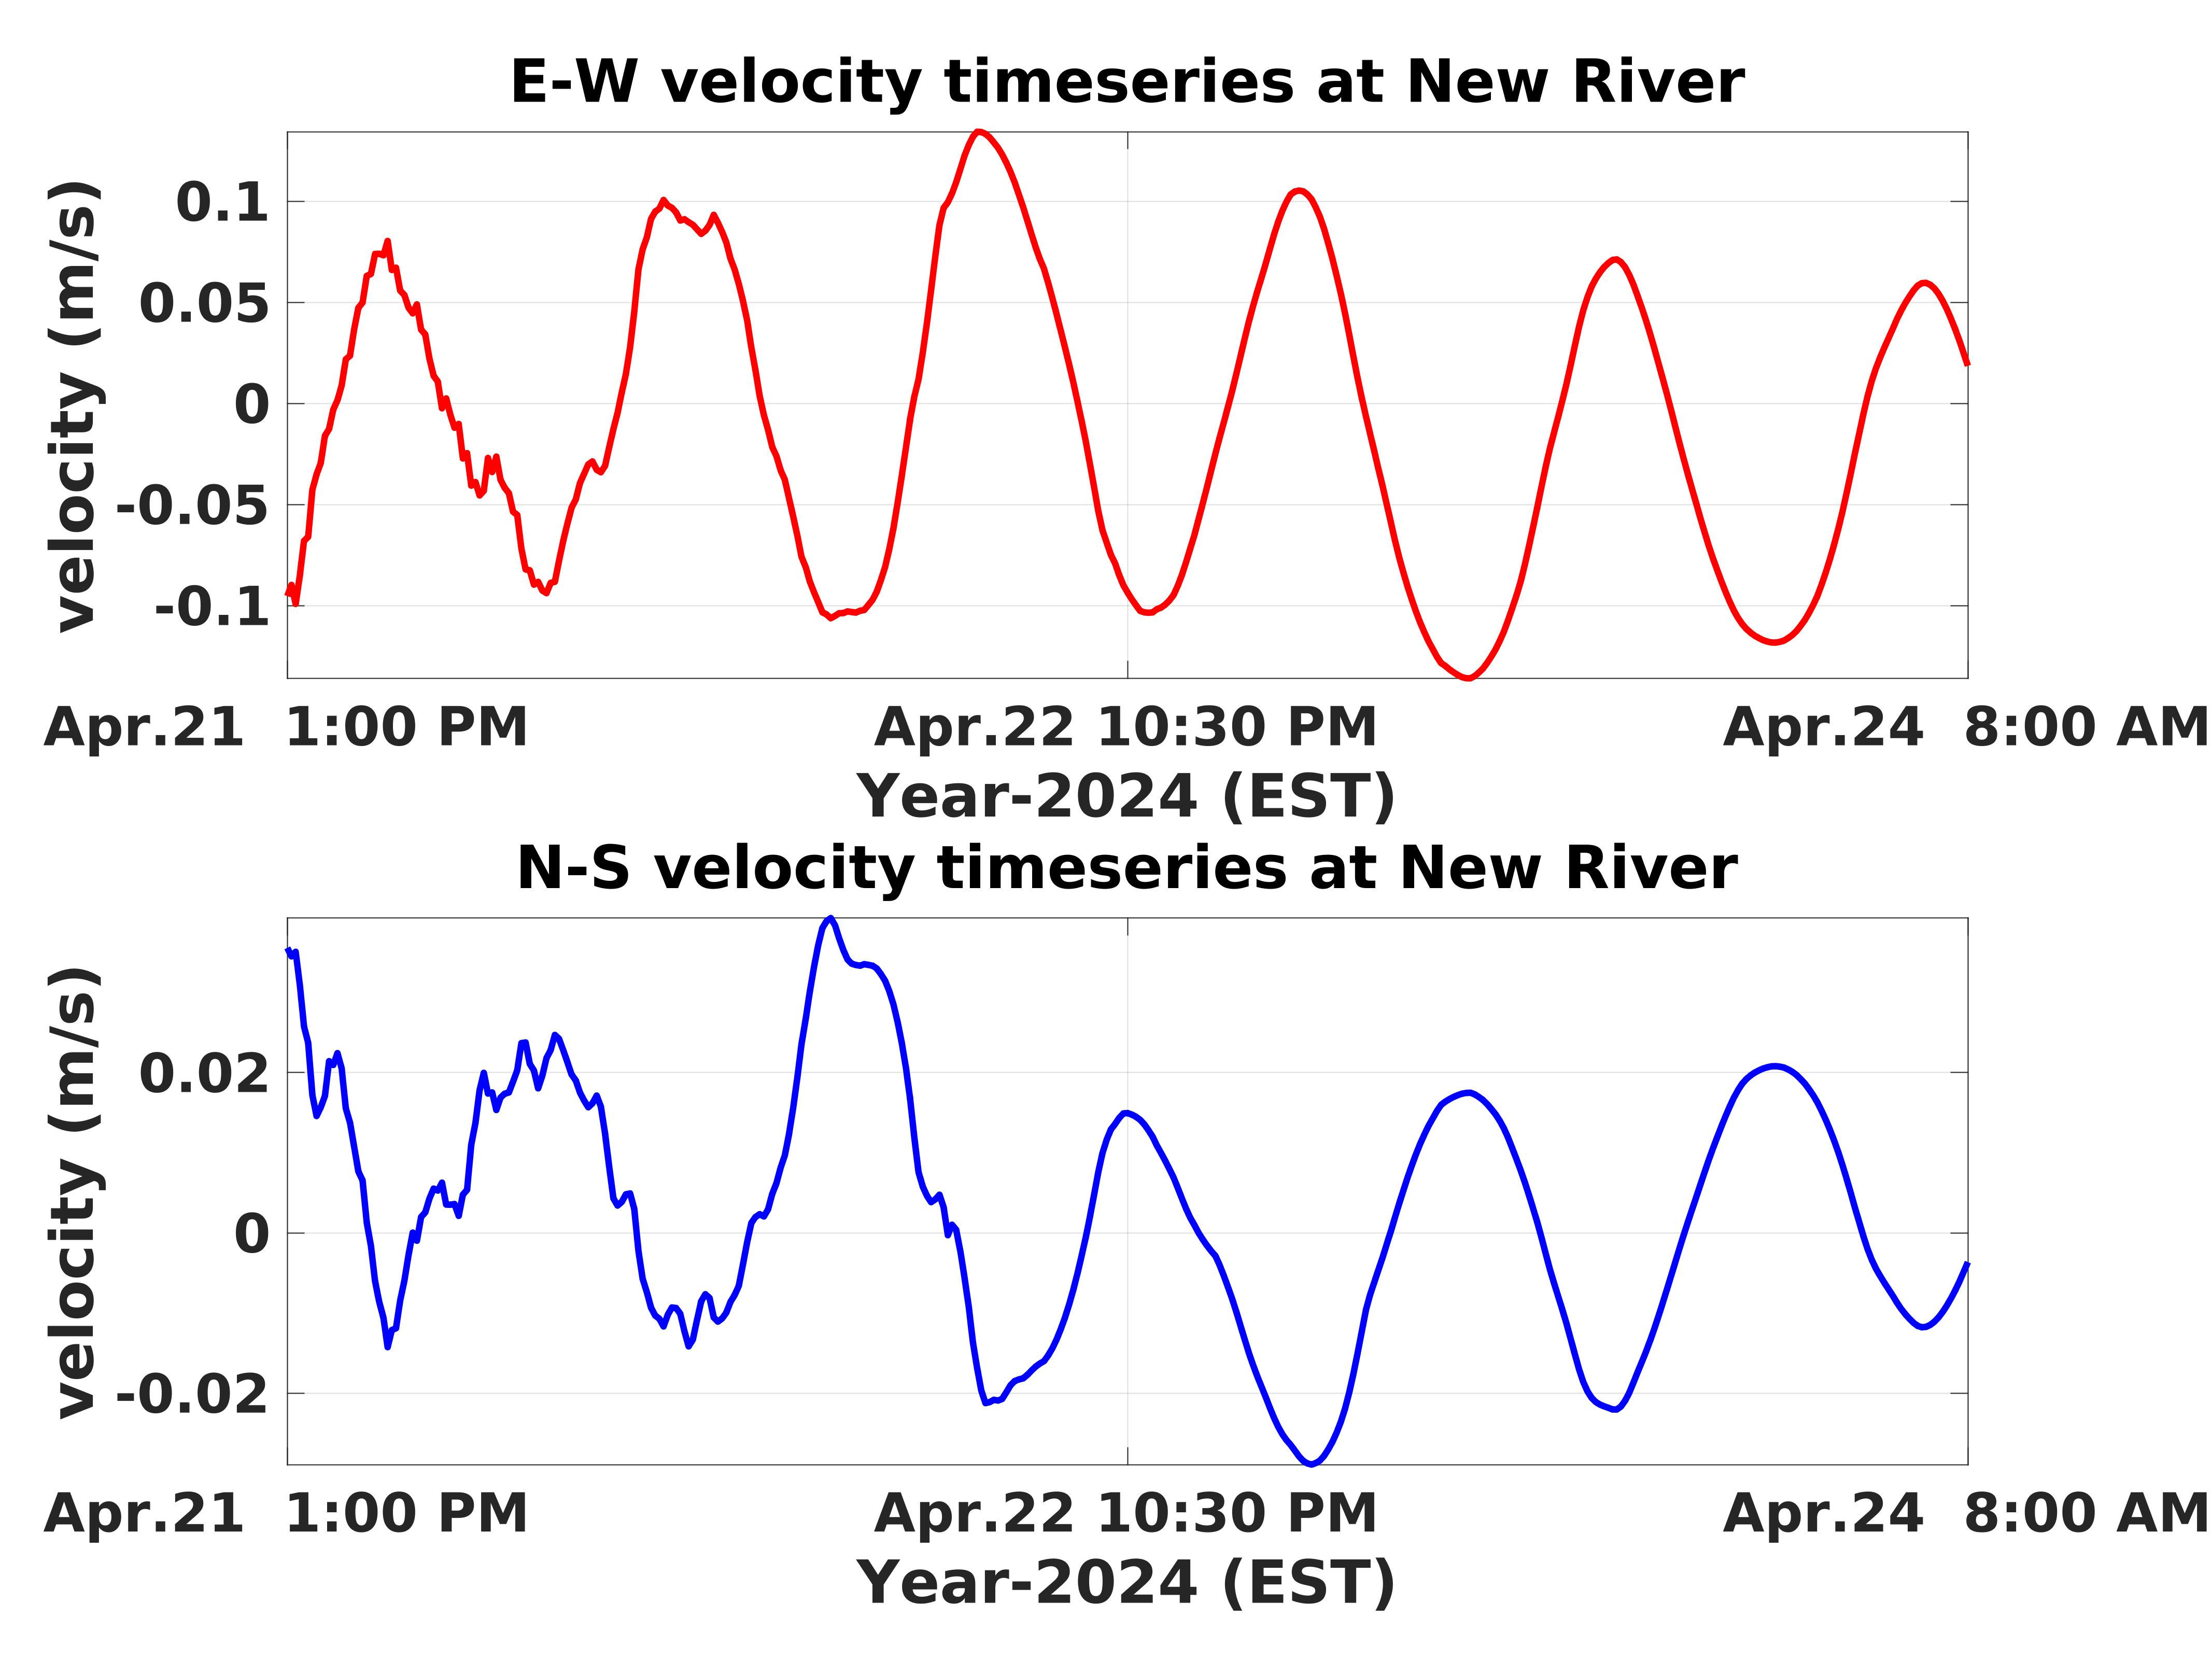 E-W velocity timeseries at New River
velocity (m/s)
0.1
0.05
0
-0.05
-0.1
Apr.21 1:00 PM
Apr.22 10:30 PM
Apr.24 8:00 AM
Year-2024 (EST)
N-S velocity timeseries at New River
velocity (m/s)
0.02
0
-0.02
Apr.21 1:00 PM
Apr.22 10:30 PM
Apr.24 8:00 AM
Year-2024 (EST)